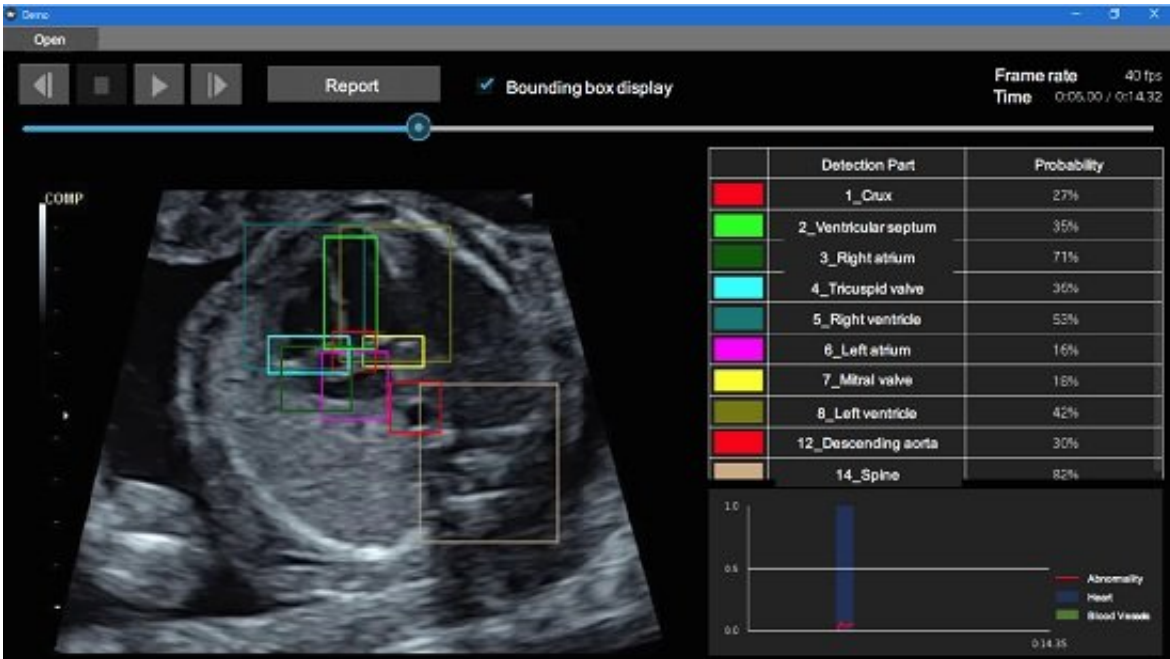 Demo
Open
Report
Bounding box display
Frame rate 40 fps
Time 0:05.00 / 0:14.32
COMP
Detection Part Probability
1_Crux 27%
2_Ventricular septum 35%
3_Right atrium 71%
4_Tricuspid valve 36%
5_Right ventricle 53%
6_Left atrium 16%
7_Mitral valve 18%
8_Left ventricle 42%
12_Descending aorta 30%
14_Spine 82%
1.0
0.5
0.0
Abnormality
Heart
Blood Vessels
0:14.35